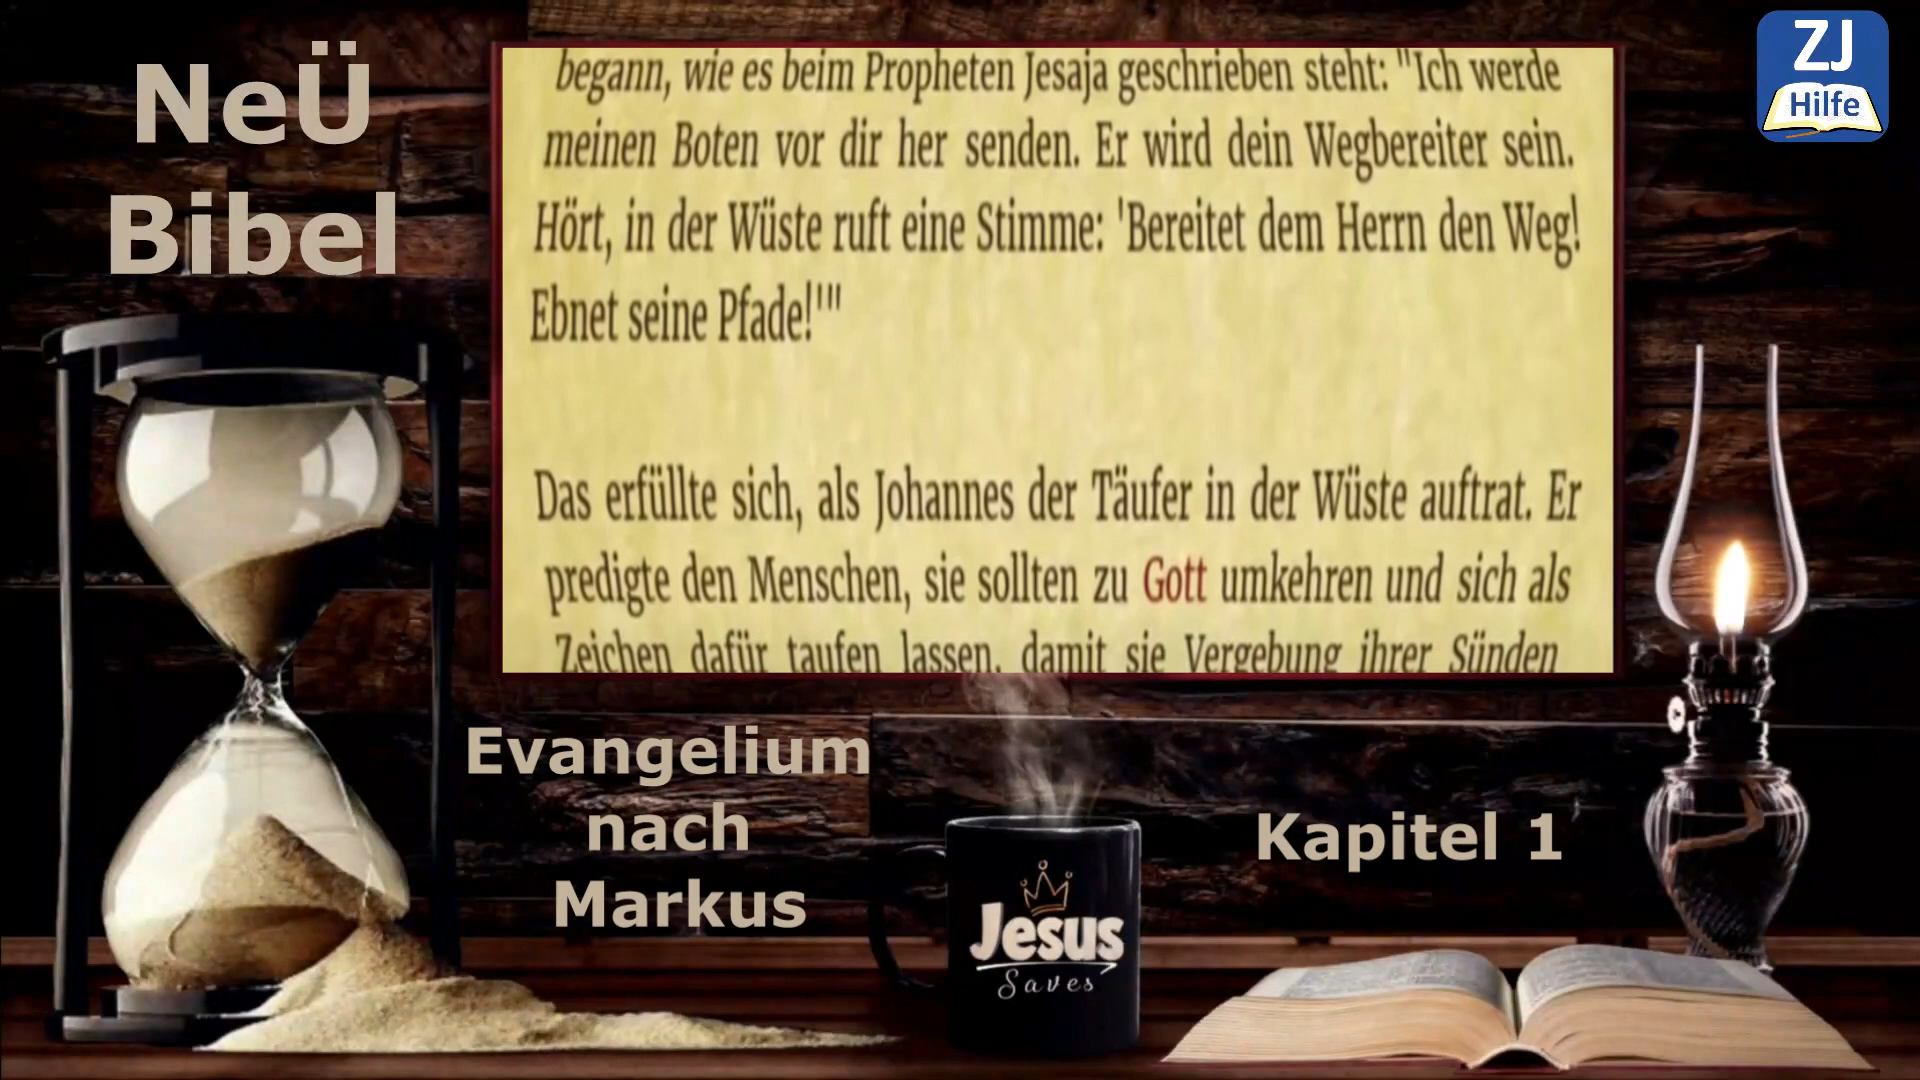 NeÜ
Bibel
begann, wie es beim Propheten Jesaja geschrieben steht: "Ich werde
meinen Boten vor dir her senden. Er wird dein Wegbereiter sein.
Hört, in der Wüste ruft eine Stimme: 'Bereitet dem Herrn den Weg!
Ebnet seine Pfade!'"
Das erfüllte sich, als Johannes der Täufer in der Wüste auftrat. Er
predigte den Menschen, sie sollten zu Gott umkehren und sich als
Zeichen dafür taufen lassen, damit sie Vergebung ihrer Sünden
ZJ
Hilfe
Evangelium
nach
Markus
Kapitel 1
Jesus
Saves